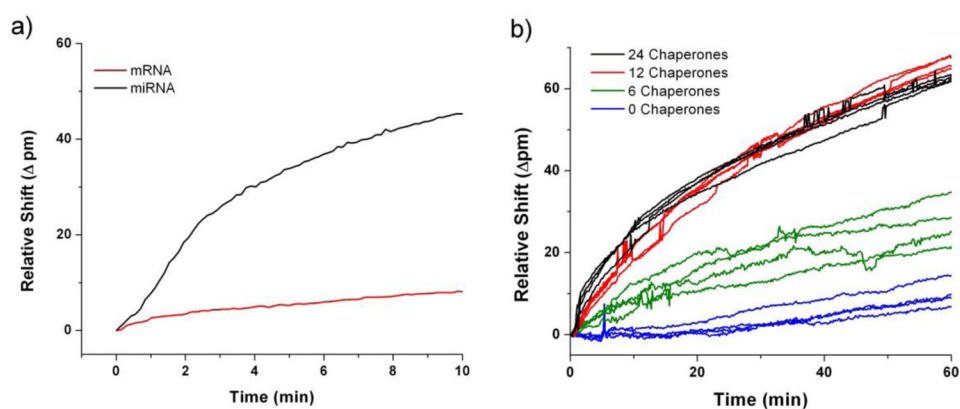 a)
60
40
20
0
Relative Shift (Δ pm)
mRNA
miRNA
0 2 4 6 8 10
Time (min)
b)
60
40
20
0
Relative Shift (Δpm)
24 Chaperones
12 Chaperones
6 Chaperones
0 Chaperones
0 20 40 60
Time (min)